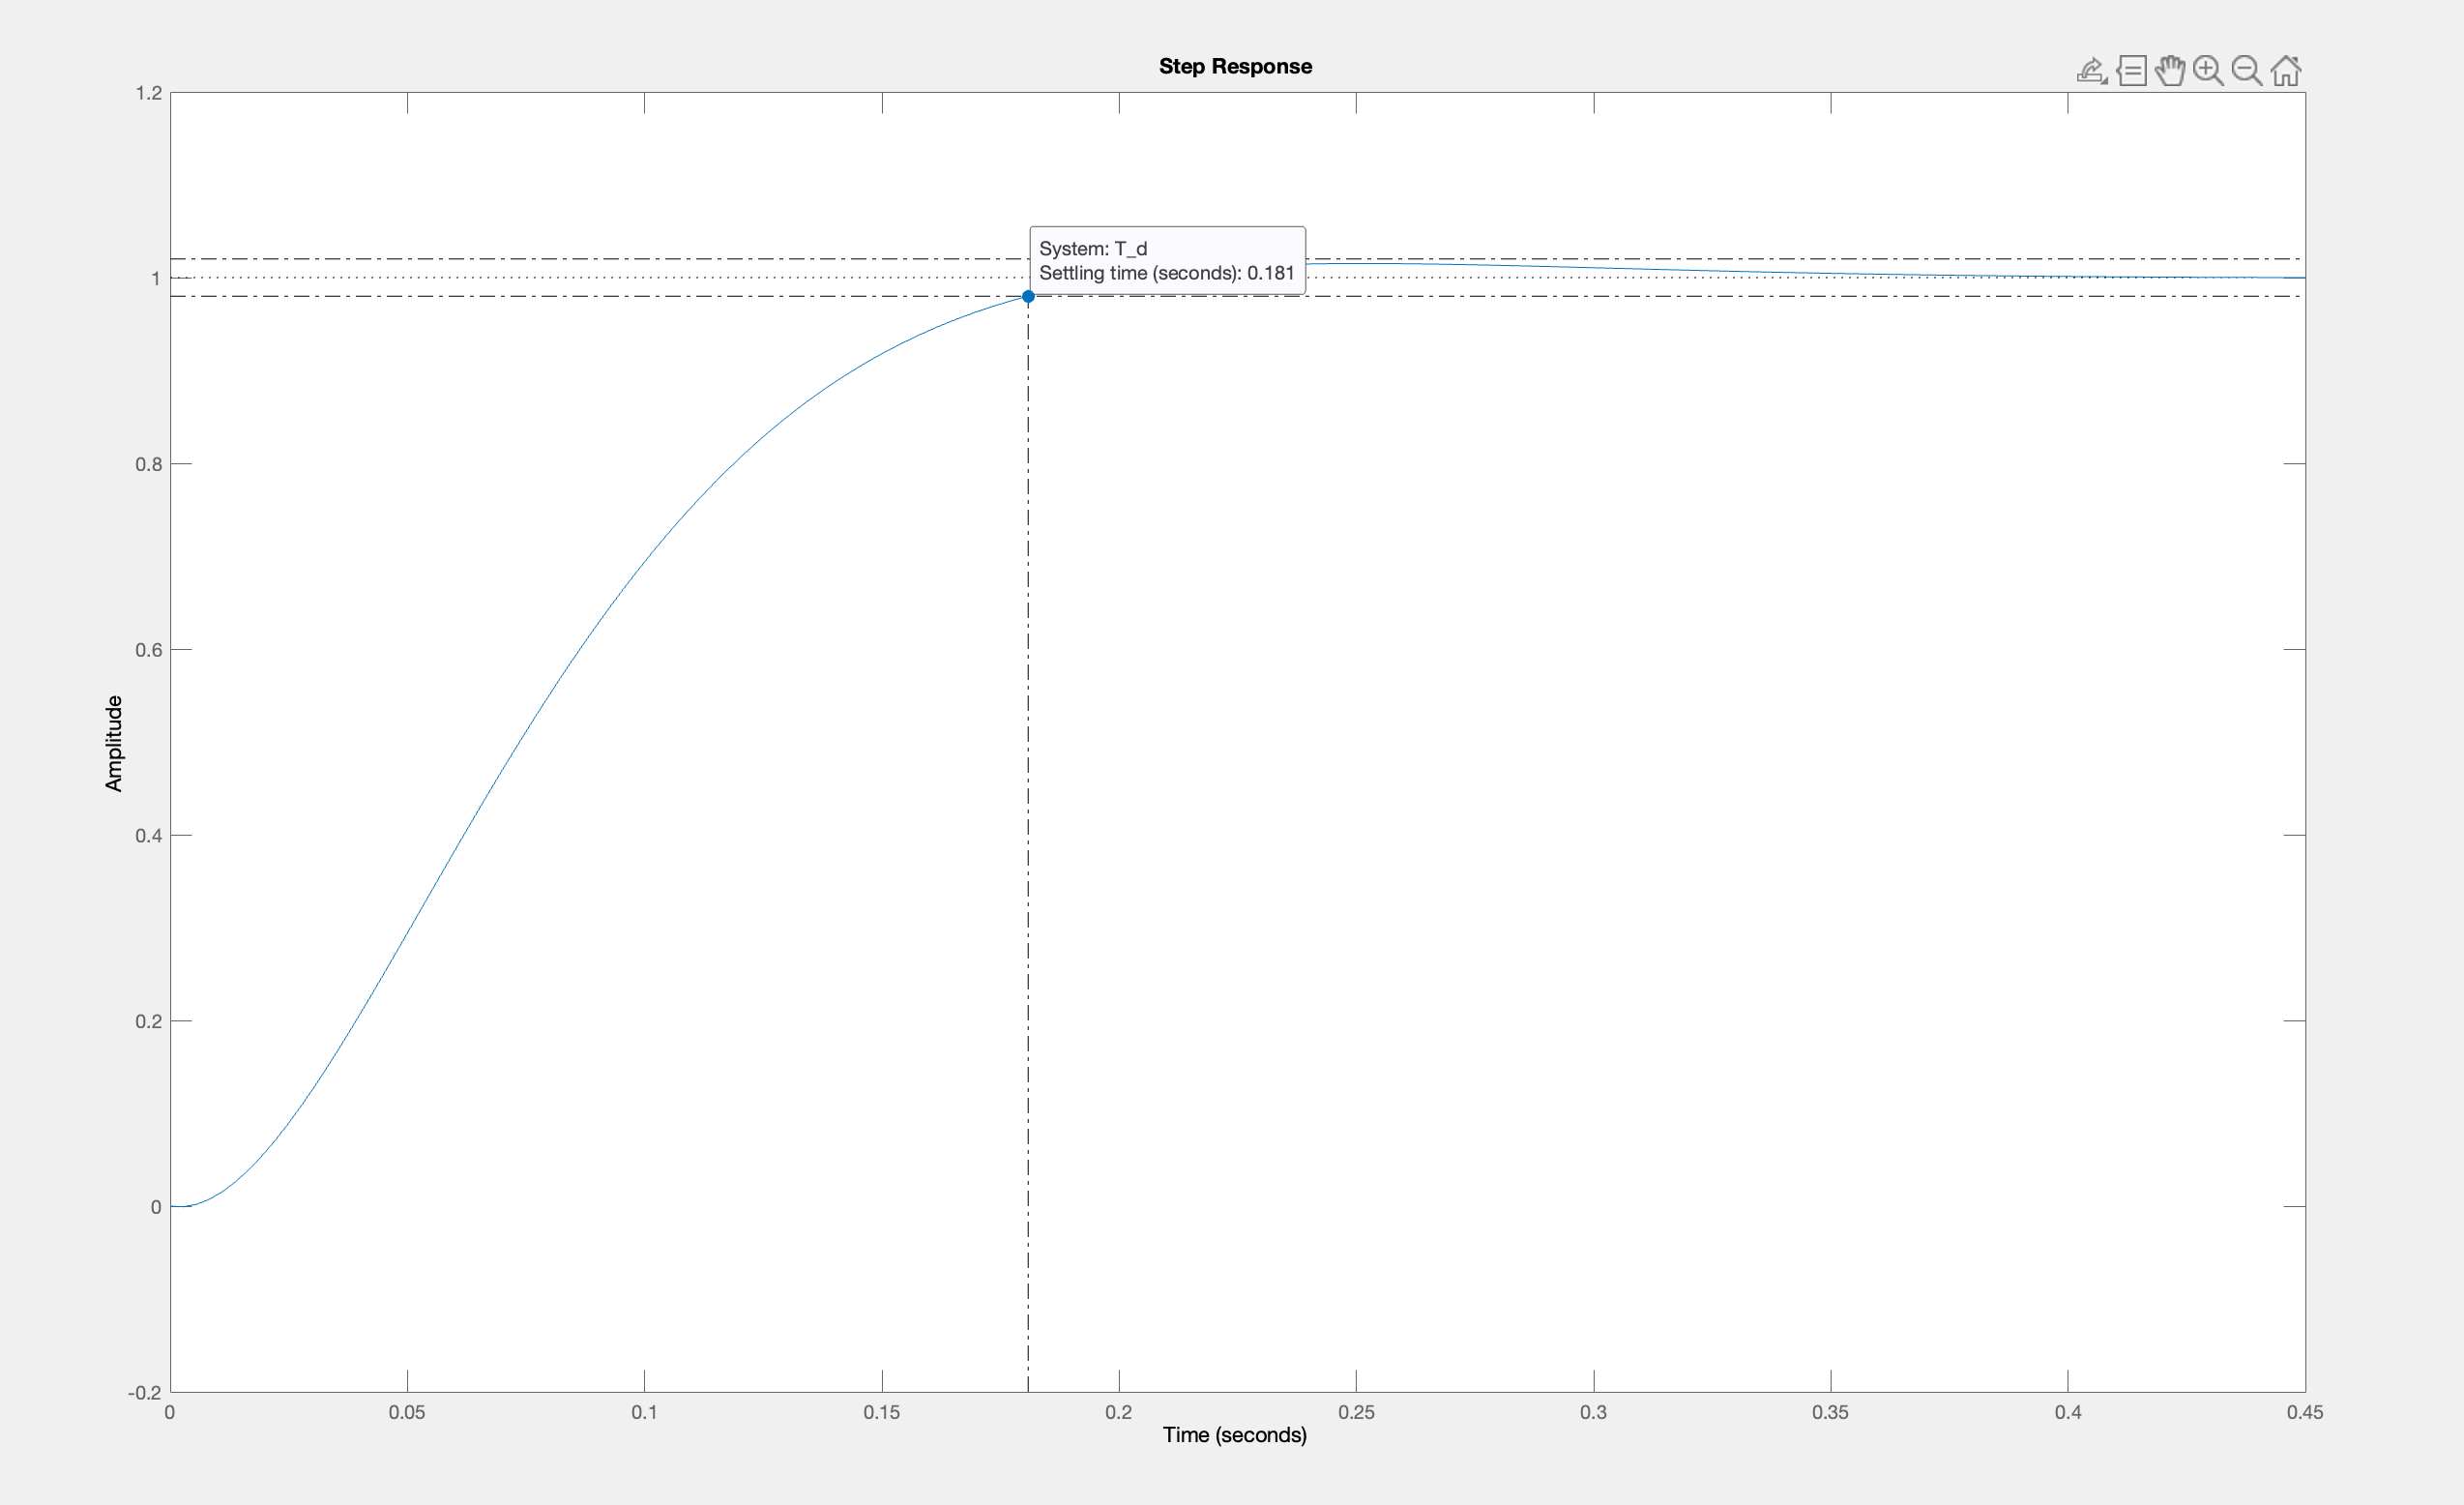 Step Response
1.2
1
0.8
0.6
0.4
0.2
0
-0.2
Amplitude
System: T_d
Settling time (seconds): 0.181
0 0.05 0.1 0.15 0.2 0.25 0.3 0.35 0.4 0.45
Time (seconds)